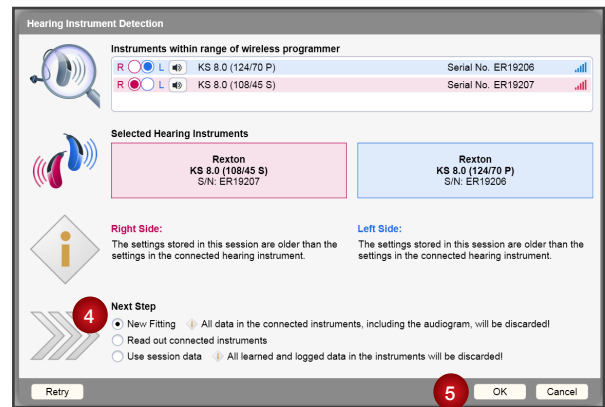 Hearing Instrument Detection
Instruments within range of wireless programmer
R L KS 8.0 (124/70 P) Serial No. ER19206
R L KS 8.0 (108/45 S) Serial No. ER19207
Selected Hearing Instruments
Rexton
KS 8.0 (108/45 S)
S/N: ER19207
Rexton
KS 8.0 (124/70 P)
S/N: ER19206
Right Side:
The settings stored in this session are older than the
settings in the connected hearing instrument.
Left Side:
The settings stored in this session are older than the
settings in the connected hearing instrument.
Next Step
4
New Fitting i All data in the connected instruments, including the audiogram, will be discarded!
Read out connected instruments
Use session data i All learned and logged data in the instruments will be discarded!
Retry
5
OK
Cancel